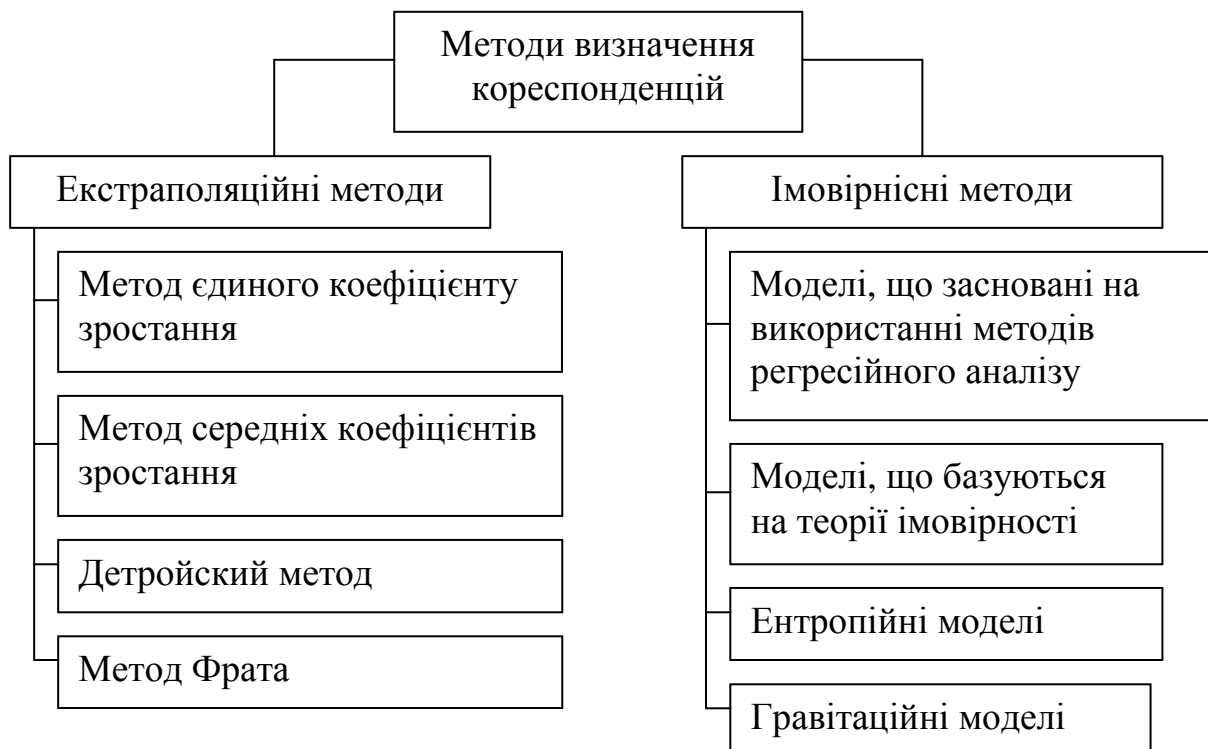 Методи визначення
кореспонденцій
Екстраполяційні методи
Метод єдиного коефіцієнту
зростання
Метод середніх коефіцієнтів
зростання
Детройский метод
Метод Фрата
Імовірнісні методи
Моделі, що засновані на
використанні методів
регресійного аналізу
Моделі, що базуються
на теорії імовірності
Ентропійні моделі
Гравітаційні моделі